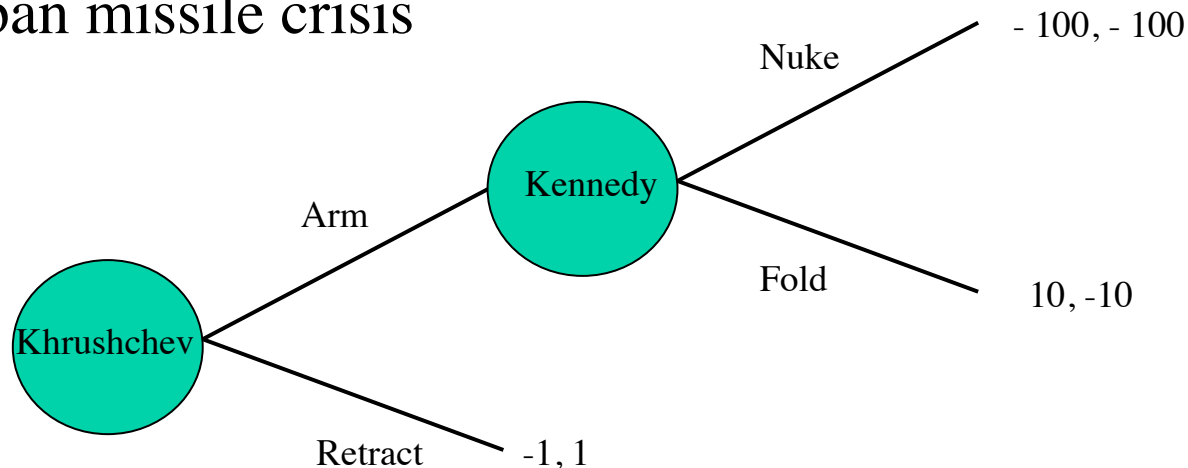 ban missile crisis
- 100, - 100
Nuke
Kennedy
Arm
Fold
10, -10
Khrushchev
Retract
-1, 1